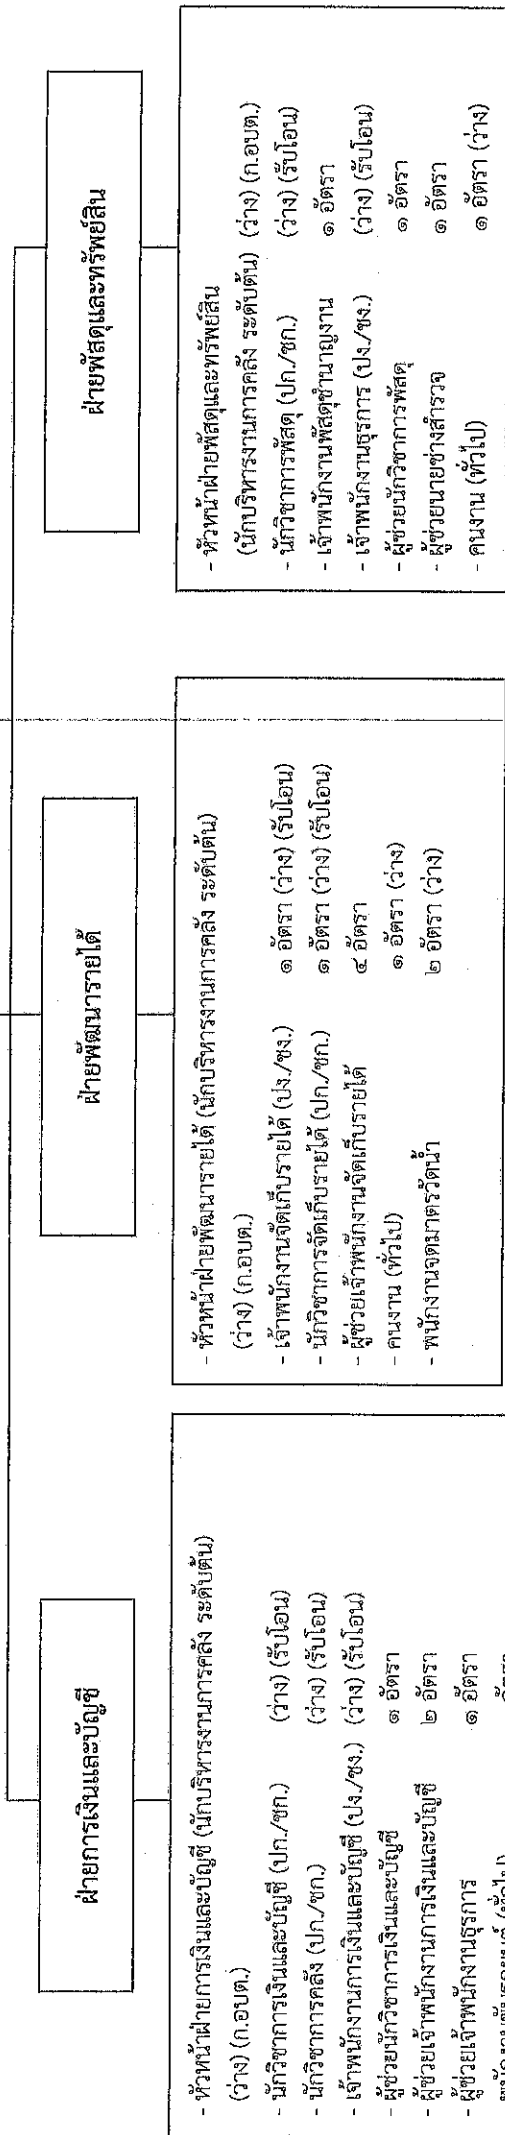 ฝ่ายการเงินและบัญชี
- หัวหน้าฝ่ายการเงินและบัญชี (นักบริหารงานการคลัง ระดับต้น)
(ว่าง) (ก.อบต.)
- นักวิชาการเงินและบัญชี (ปก./ชก.) (ว่าง) (รับโอน)
- นักวิชาการคลัง (ปก./ชก.) (ว่าง) (รับโอน)
- เจ้าพนักงานการเงินและบัญชี (ปง./ชง.) (ว่าง) (รับโอน)
- ผู้ช่วยนักวิชาการเงินและบัญชี ๑ อัตรา
- ผู้ช่วยเจ้าพนักงานการเงินและบัญชี ๒ อัตรา
- ผู้ช่วยเจ้าพนักงานธุรการ ๑ อัตรา
ฝ่ายพัฒนารายได้
- หัวหน้าฝ่ายพัฒนารายได้ (นักบริหารงานการคลัง ระดับต้น)
(ว่าง) (ก.อบต.)
- เจ้าพนักงานจัดเก็บรายได้ (ปง./ชง.) ๑ อัตรา (ว่าง) (รับโอน)
- นักวิชาการจัดเก็บรายได้ (ปก./ชก.) ๑ อัตรา (ว่าง) (รับโอน)
- ผู้ช่วยเจ้าพนักงานจัดเก็บรายได้ ๔ อัตรา
- คนงาน (ทั่วไป) ๑ อัตรา (ว่าง)
- พนักงานจดมาตรวัดน้ำ ๒ อัตรา (ว่าง)
ฝ่ายพัสดุและทรัพย์สิน
- หัวหน้าฝ่ายพัสดุและทรัพย์สิน
(นักบริหารงานการคลัง ระดับต้น) (ว่าง) (ก.อบต.)
- นักวิชาการพัสดุ (ปก./ชก.) (ว่าง) (รับโอน)
- เจ้าพนักงานพัสดุชำนาญงาน ๑ อัตรา
- เจ้าพนักงานธุรการ (ปง./ชง.) (ว่าง) (รับโอน)
- ผู้ช่วยนักวิชาการพัสดุ ๑ อัตรา
- ผู้ช่วยนายช่างสำรวจ ๑ อัตรา
- คนงาน (ทั่วไป) ๑ อัตรา (ว่าง)